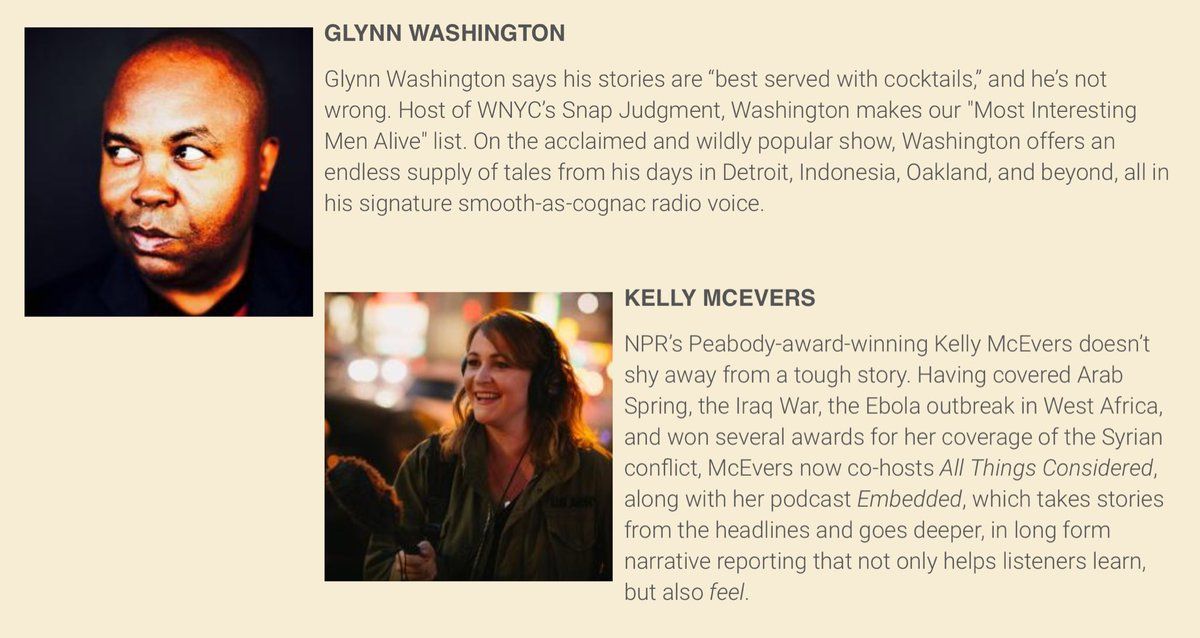 GLYNN WASHINGTON
Glynn Washington says his stories are “best served with cocktails,” and he’s not
wrong. Host of WNYC’s Snap Judgment, Washington makes our "Most Interesting
Men Alive" list. On the acclaimed and wildly popular show, Washington offers an
endless supply of tales from his days in Detroit, Indonesia, Oakland, and beyond, all in
his signature smooth-as-cognac radio voice.
KELLY MCEVERS
NPR’s Peabody-award-winning Kelly McEvers doesn’t
shy away from a tough story. Having covered Arab
Spring, the Iraq War, the Ebola outbreak in West Africa,
and won several awards for her coverage of the Syrian
conflict, McEvers now co-hosts All Things Considered,
along with her podcast Embedded, which takes stories
from the headlines and goes deeper, in long form
narrative reporting that not only helps listeners learn,
but also feel.